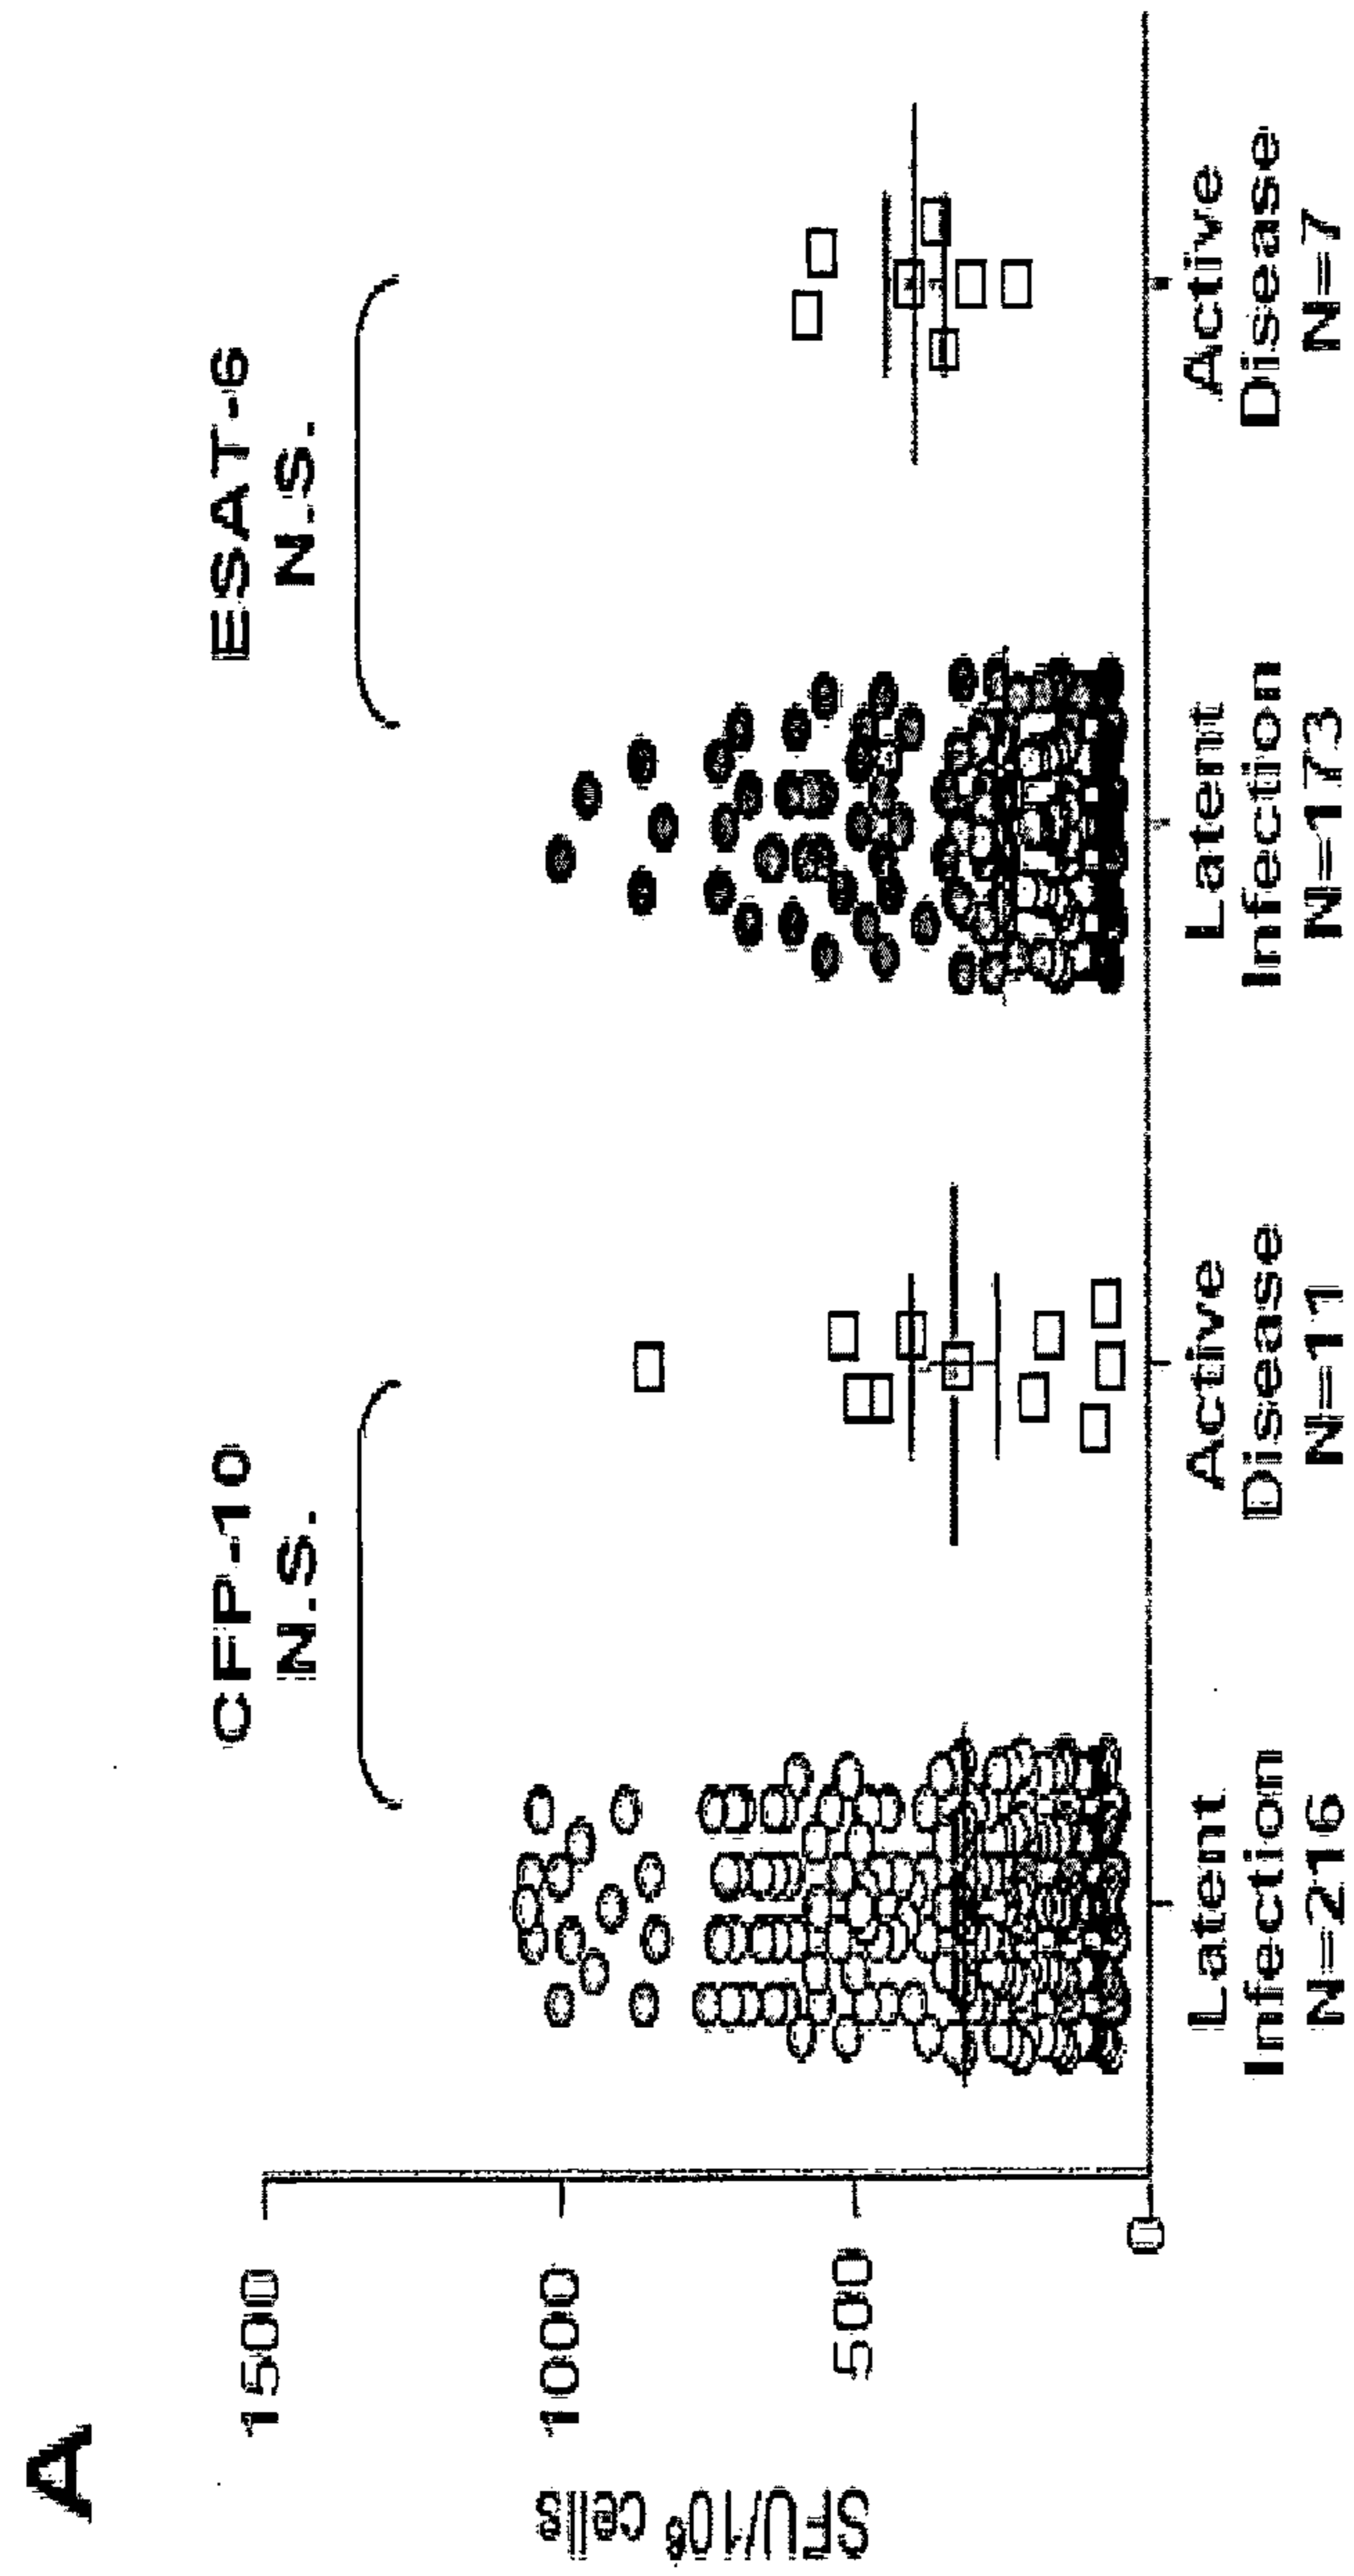 A
CFP-10
N.S.
ESAT-6
N.S.
SFU/10⁶ cells
1500
1000
500
0
Latent
Infection
N=216
Active
Disease
N=11
Latent
Infection
N=173
Active
Disease
N=7